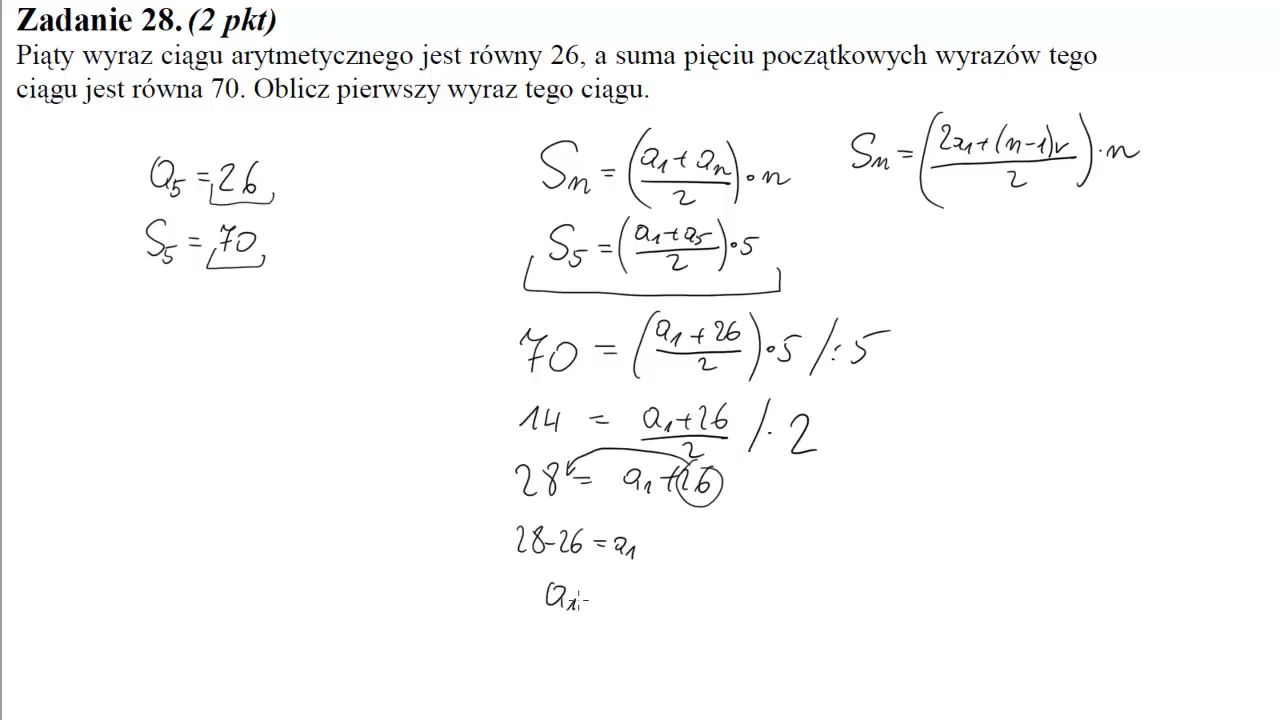 Zadanie 28. (2 pkt)
Piąty wyraz ciągu arytmetycznego jest równy 26, a suma pięciu początkowych wyrazów tego
ciągu jest równa 70. Oblicz pierwszy wyraz tego ciągu.
a₅ = 26
S₅ = 70
Sₙ = ((a₁ + aₙ)/2) · n
S₅ = ((a₁ + a₅)/2) · 5
70 = ((a₁ + 26)/2) · 5 /: 5
14 = (a₁ + 26)/2 /· 2
28 = a₁ + 26
28 - 26 = a₁
a₁
Sₙ = ((2a₁ + (n-1)r)/2) · n